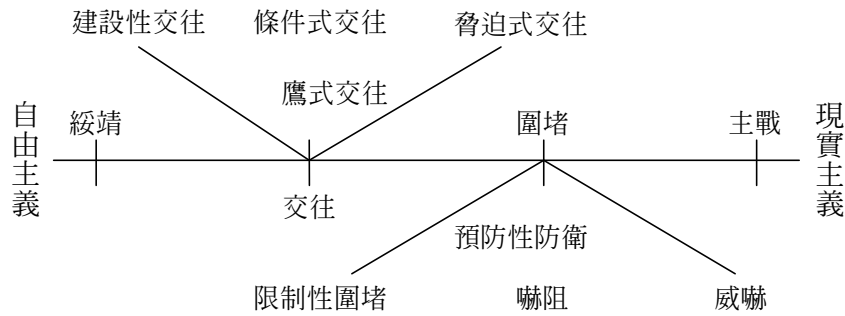 建設性交往 條件式交往 脅迫式交往
鷹式交往
自由主義
綏靖 圍堵 主戰
現實主義
交往
預防性防衛
限制性圍堵 嚇阻 威嚇